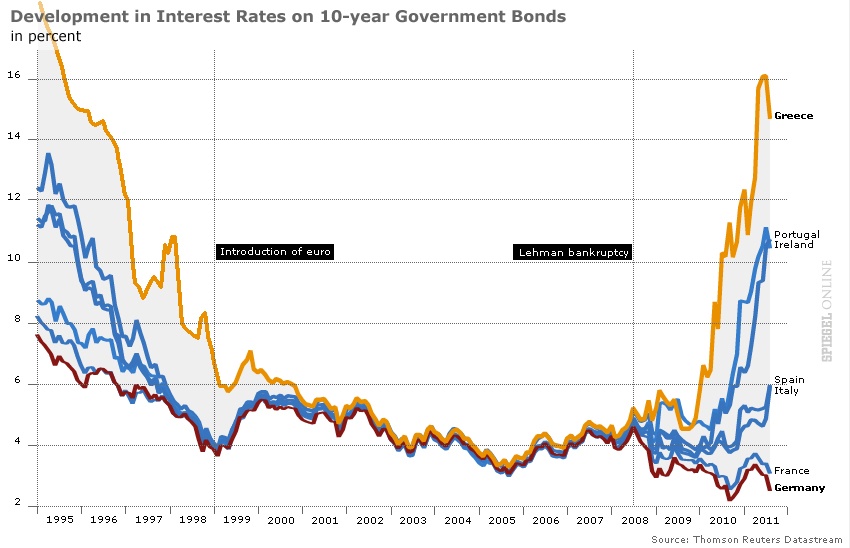 Development in Interest Rates on 10-year Government Bonds
in percent
16
14
12
10
8
6
4
2
Introduction of euro
Lehman bankruptcy
Greece
Portugal
Ireland
Spain
Italy
France
Germany
SPIEGEL ONLINE
1995 1996 1997 1998 1999 2000 2001 2002 2003 2004 2005 2006 2007 2008 2009 2010 2011
Source: Thomson Reuters Datastream